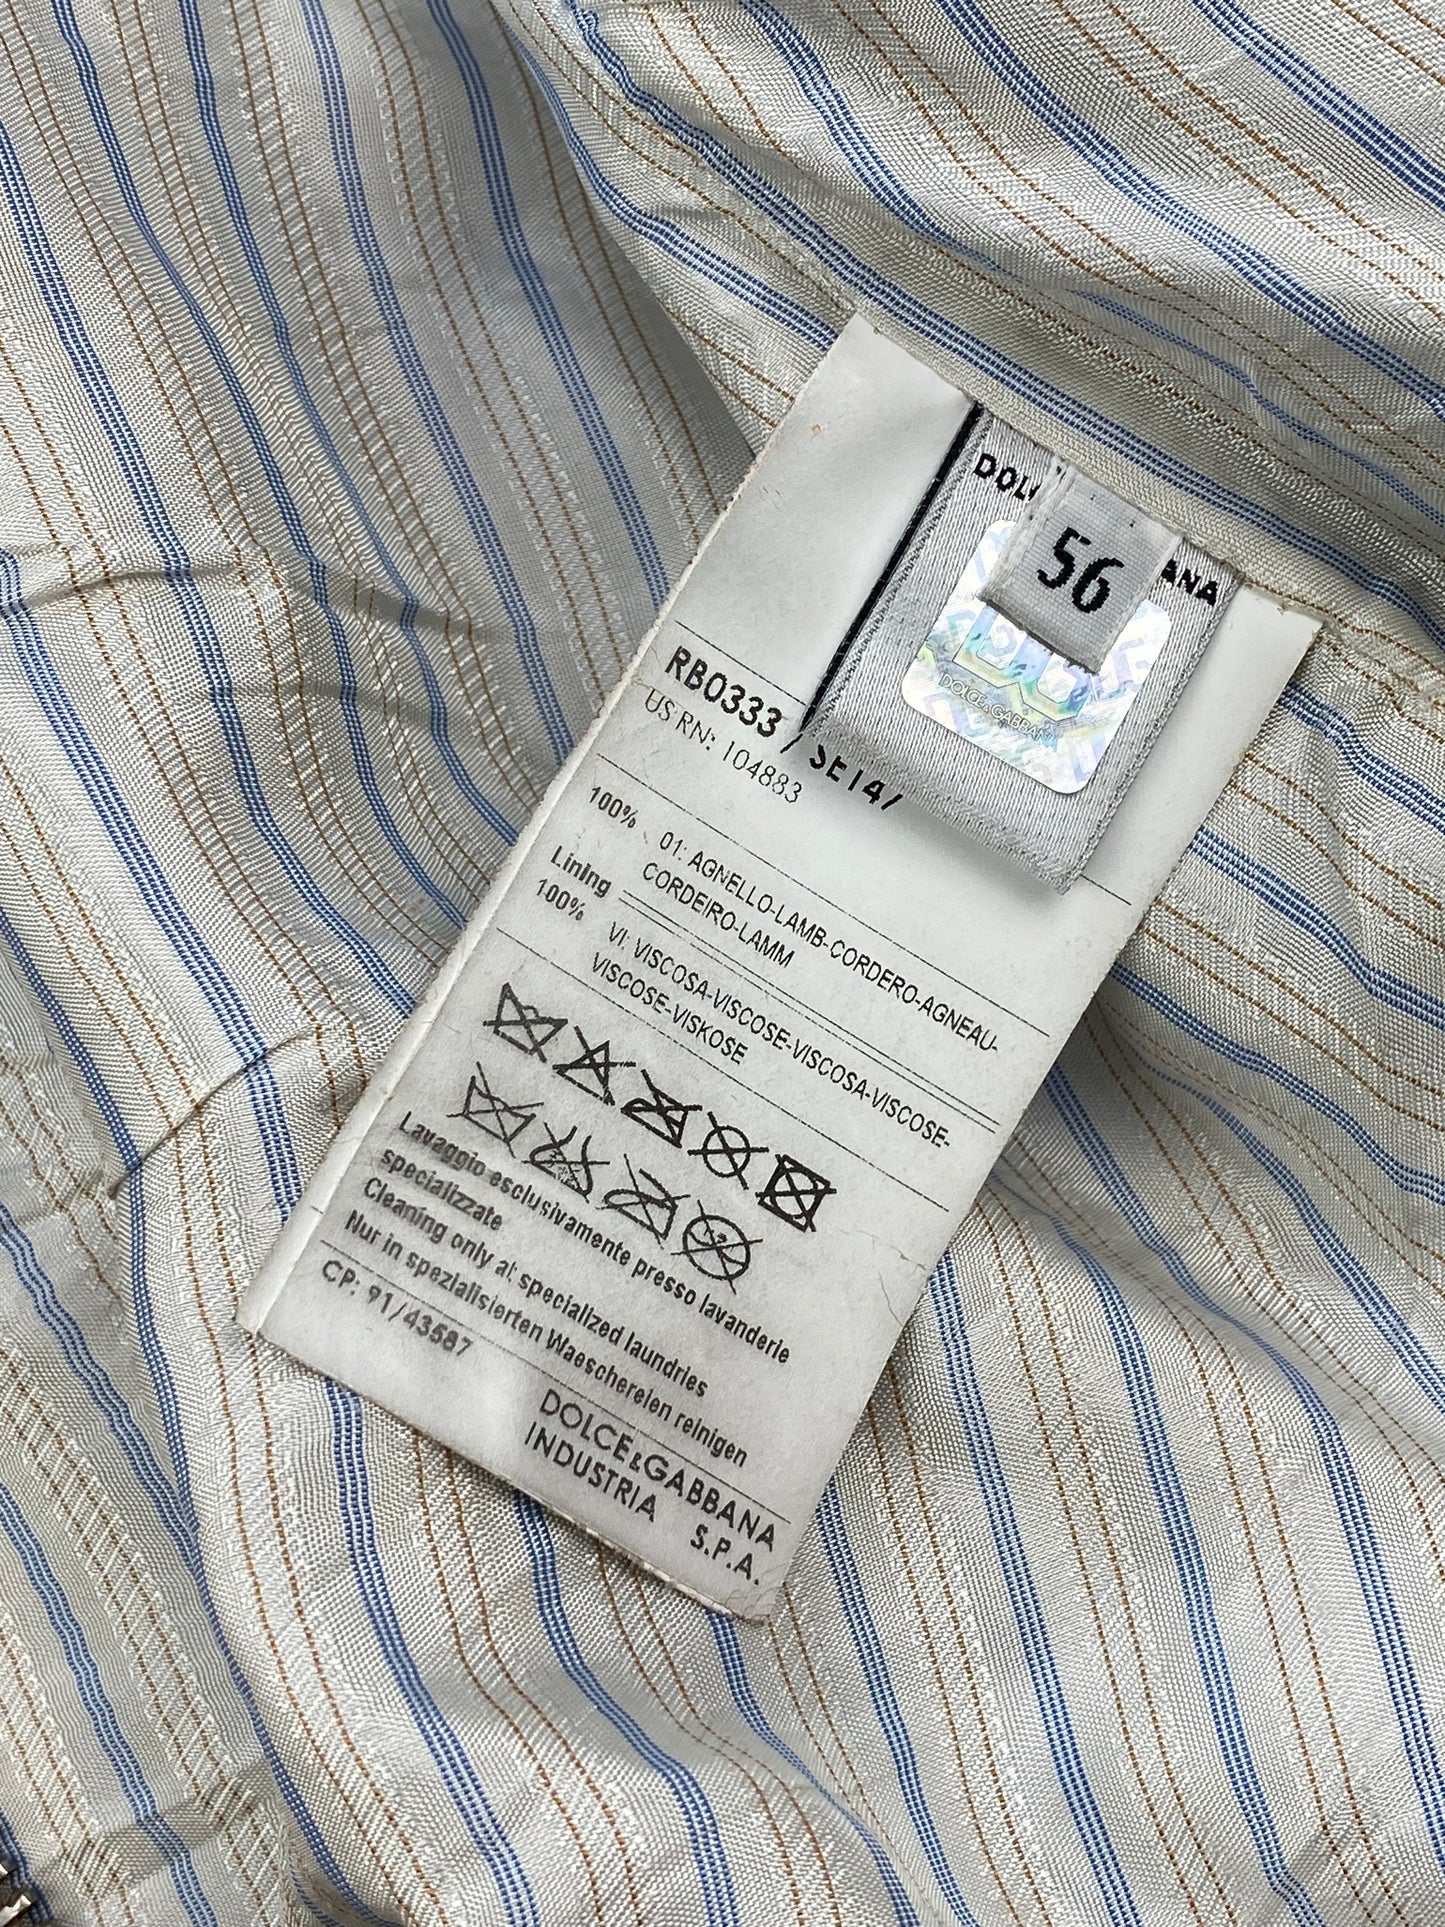 56
ANA
DOLCE&GABBANA
RB0333 / SE147
US RN: 104883
100% 01: AGNELLO-LAMB-CORDERO-AGNEAU-
CORDEIRO-LAMM
Lining
100% VI: VISCOSA-VISCOSE-VISCOSA-VISCOSE-
VISCOSE-VISKOSE
Lavaggio esclusivamente presso lavanderie
specializzate
Cleaning only at specialized laundries
Nur in spezialisierten Waeschereien reinigen
CP: 91/43587
DOLCE&GABBANA
INDUSTRIA S.P.A.